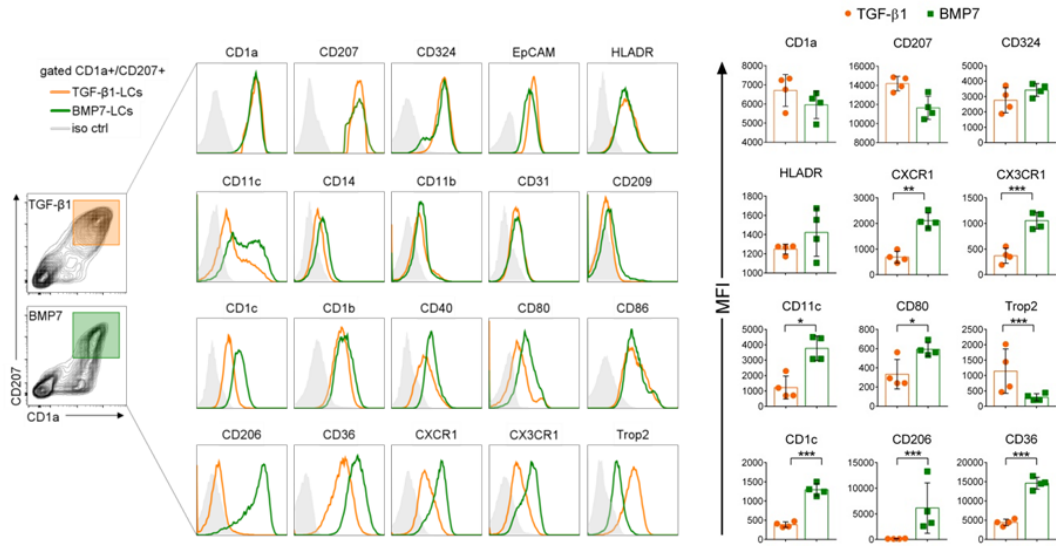 TGF-β1 BMP7
CD1a CD207 CD324 EpCAM HLADR
gated CD1a+/CD207+
TGF-β1-LCs
BMP7-LCs
iso ctrl
CD11c CD14 CD11b CD31 CD209
TGF-β1
CD1c CD1b CD40 CD80 CD86
BMP7
CD207
CD1a
CD206 CD36 CXCR1 CX3CR1 Trop2
MFI
CD1a CD207 CD324
8000 16000 5000
7000 14000 4000
6000 12000 3000
5000 10000 2000
4000 8000 1000
0
HLADR CXCR1 CX3CR1
** ***
1800 3000 1500
1600 2000 1000
1400 1000 500
1200 0 0
1000
CD11c CD80 Trop2
* * ***
5000 800 2500
4000 600 2000
3000 400 1500
2000 200 1000
1000 0 500
0 0
CD1c CD206 CD36
*** *** ***
2000 15000 20000
1500 10000 15000
1000 5000 10000
500 0 5000
0 0